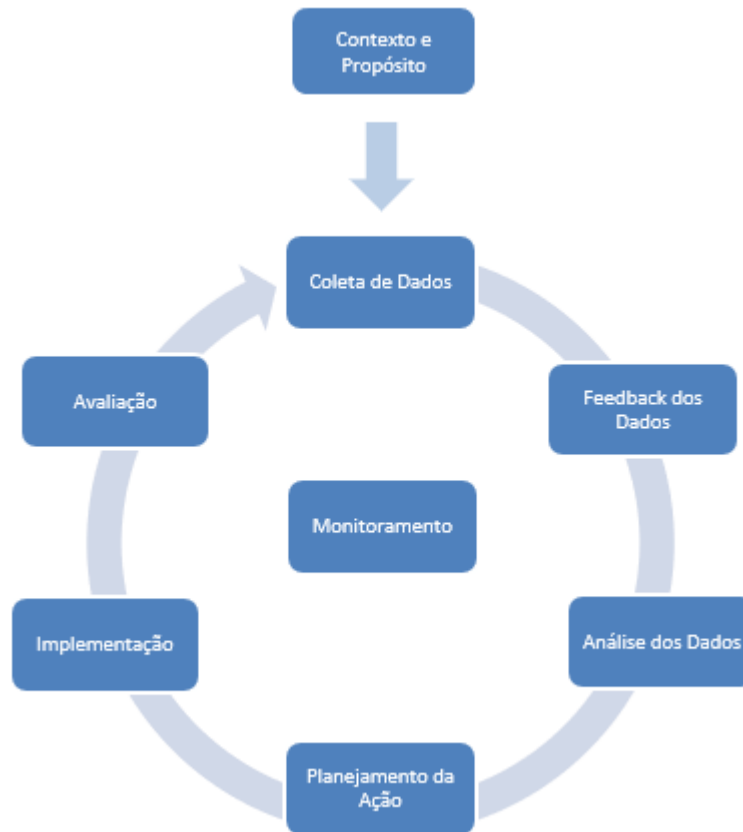 Contexto e
Propósito
Coleta de Dados
Feedback dos
Dados
Análise dos Dados
Planejamento da
Ação
Implementação
Avaliação
Monitoramento